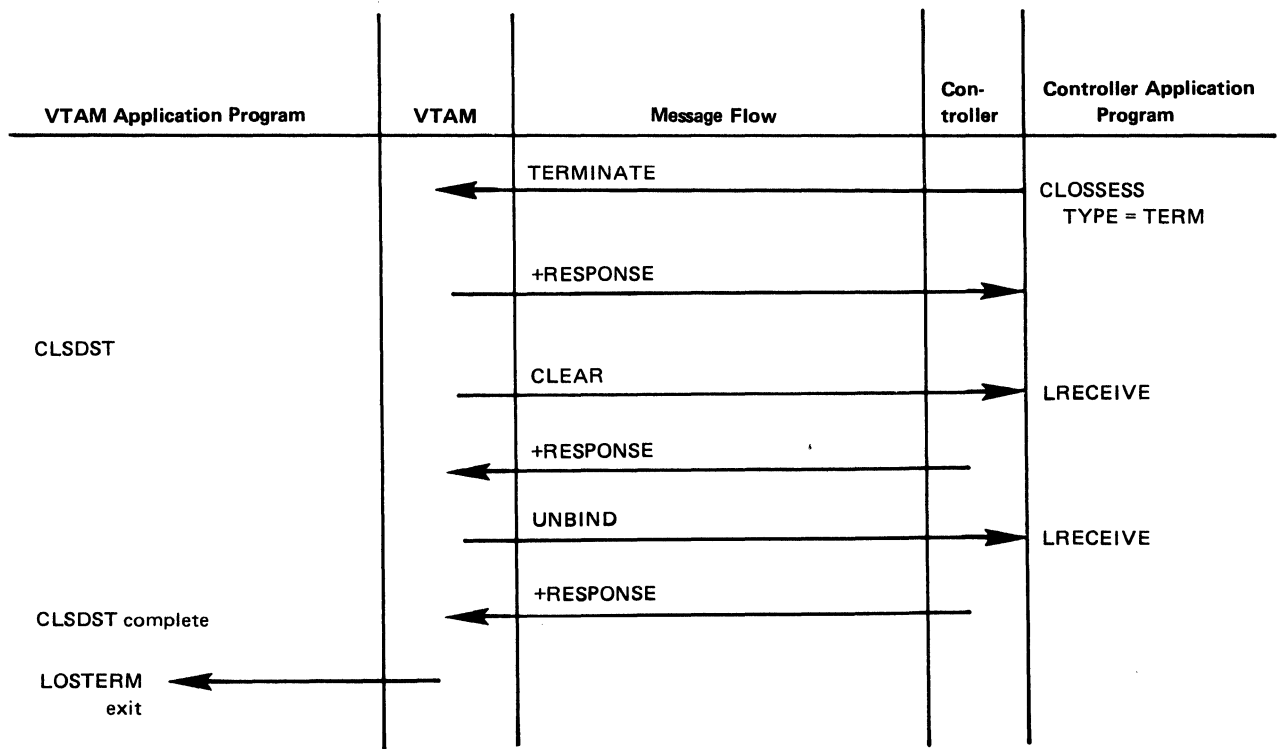 Con-
VTAM Application Program VTAM Message Flow troller Controller Application
Program
TERMINATE
CLOSSESS
TYPE = TERM
+RESPONSE
CLSDST
CLEAR
LRECEIVE
+RESPONSE
UNBIND
LRECEIVE
+RESPONSE
CLSDST complete
LOSTERM
exit